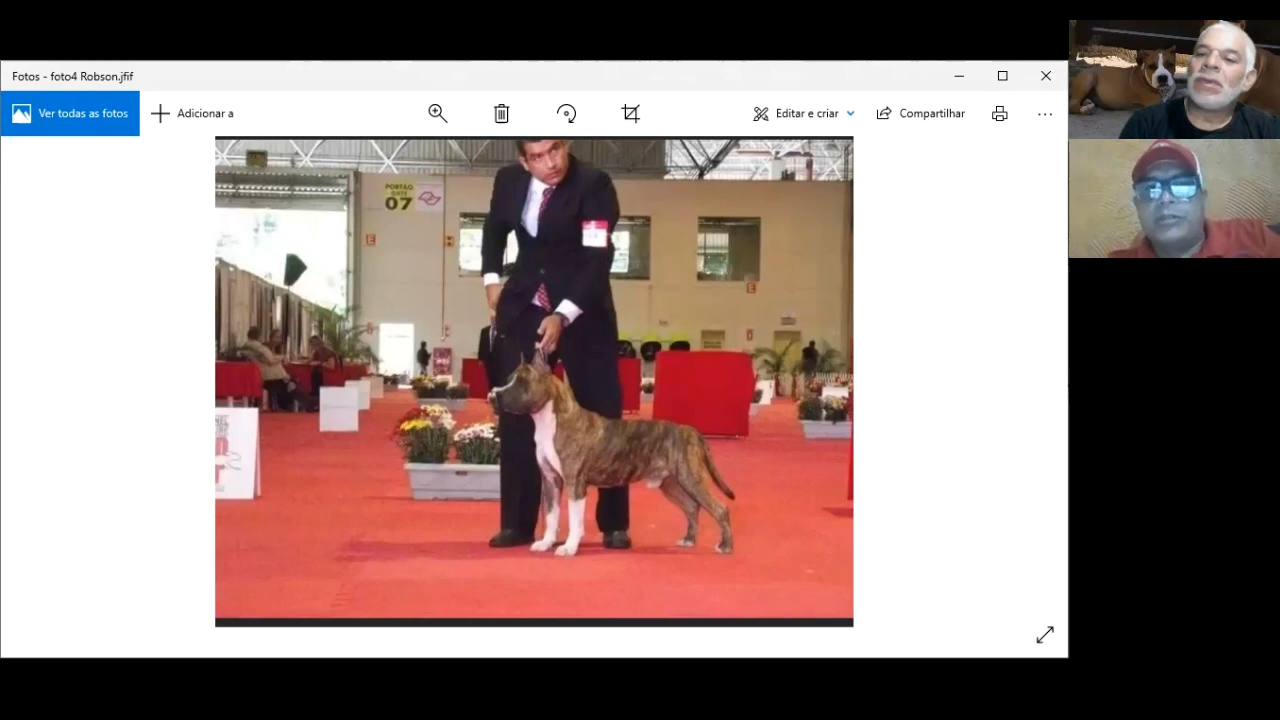 Fotos - foto4 Robson.jfif
Ver todas as fotos
Adicionar a
Editar e criar
Compartilhar
PORTÃO
GATE
07
E
E